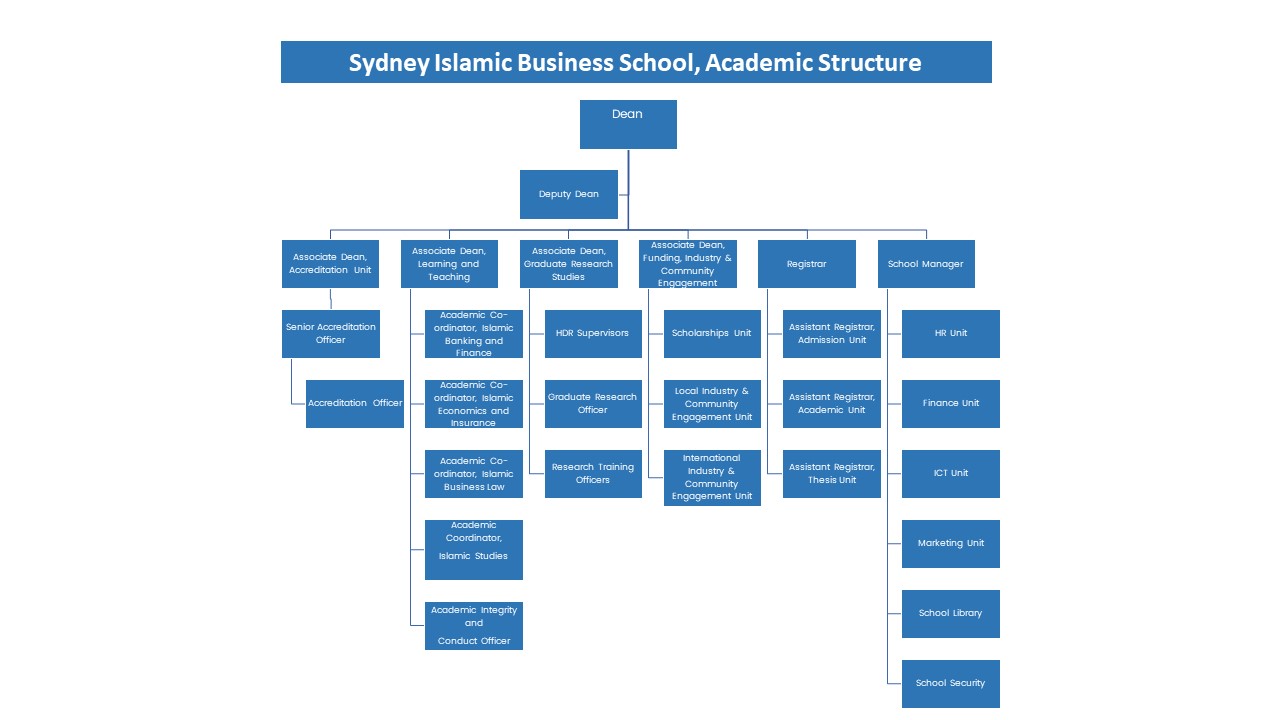 Sydney Islamic Business School, Academic Structure
Dean
Deputy Dean
Associate Dean,
Accreditation Unit
Associate Dean,
Learning and
Teaching
Associate Dean,
Graduate Research
Studies
Associate Dean,
Funding, Industry &
Community
Engagement
Registrar
School Manager
Senior Accreditation
Officer
Accreditation Officer
Academic Co-
ordinator, Islamic
Banking and
Finance
Academic Co-
ordinator, Islamic
Economics and
Insurance
Academic Co-
ordinator, Islamic
Business Law
Academic
Coordinator,
Islamic Studies
Academic Integrity
and
Conduct Officer
HDR Supervisors
Graduate Research
Officer
Research Training
Officers
Scholarships Unit
Local Industry &
Community
Engagement Unit
International
Industry &
Community
Engagement Unit
Assistant Registrar,
Admission Unit
Assistant Registrar,
Academic Unit
Assistant Registrar,
Thesis Unit
HR Unit
Finance Unit
ICT Unit
Marketing Unit
School Library
School Security